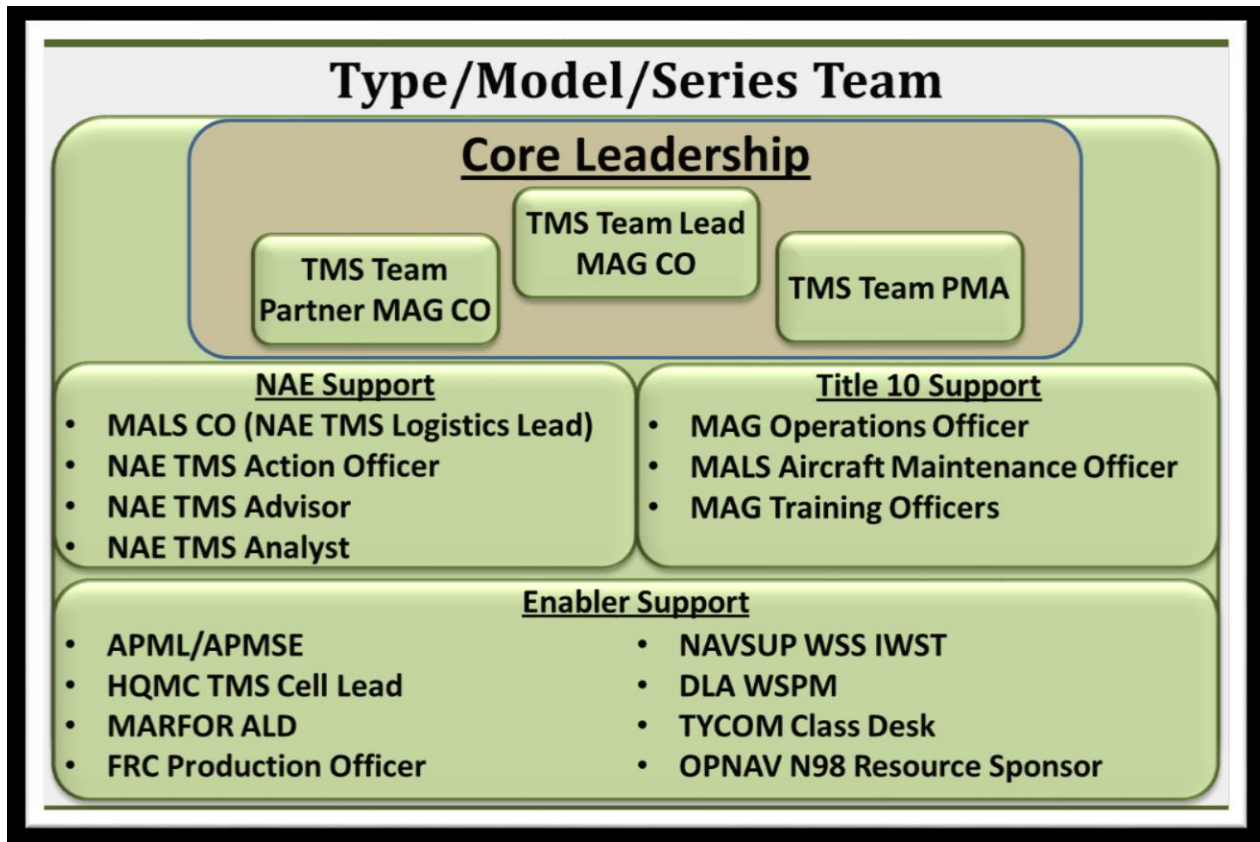 Type/Model/Series Team
Core Leadership
TMS Team
Partner MAG CO
TMS Team Lead
MAG CO
TMS Team PMA
NAE Support
• MALS CO (NAE TMS Logistics Lead)
• NAE TMS Action Officer
• NAE TMS Advisor
• NAE TMS Analyst
Title 10 Support
• MAG Operations Officer
• MALS Aircraft Maintenance Officer
• MAG Training Officers
Enabler Support
• APML/APMSE
• HQMC TMS Cell Lead
• MARFOR ALD
• FRC Production Officer
• NAVSUP WSS IWST
• DLA WSPM
• TYCOM Class Desk
• OPNAV N98 Resource Sponsor